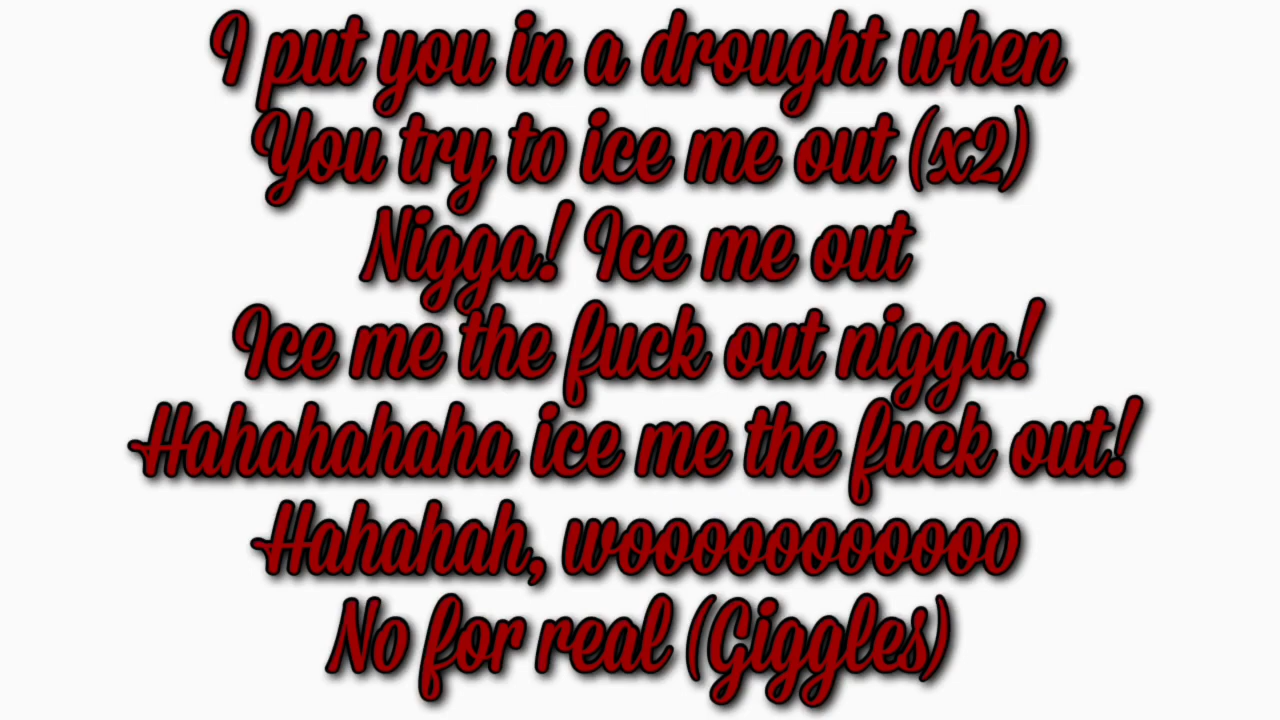 I put you in a drought when
You try to ice me out (x2)
Nigga! Ice me out
Ice me the fuck out nigga!
Hahahahaha ice me the fuck out!
Hahahah, wooooooooooo
No for real (Giggles)